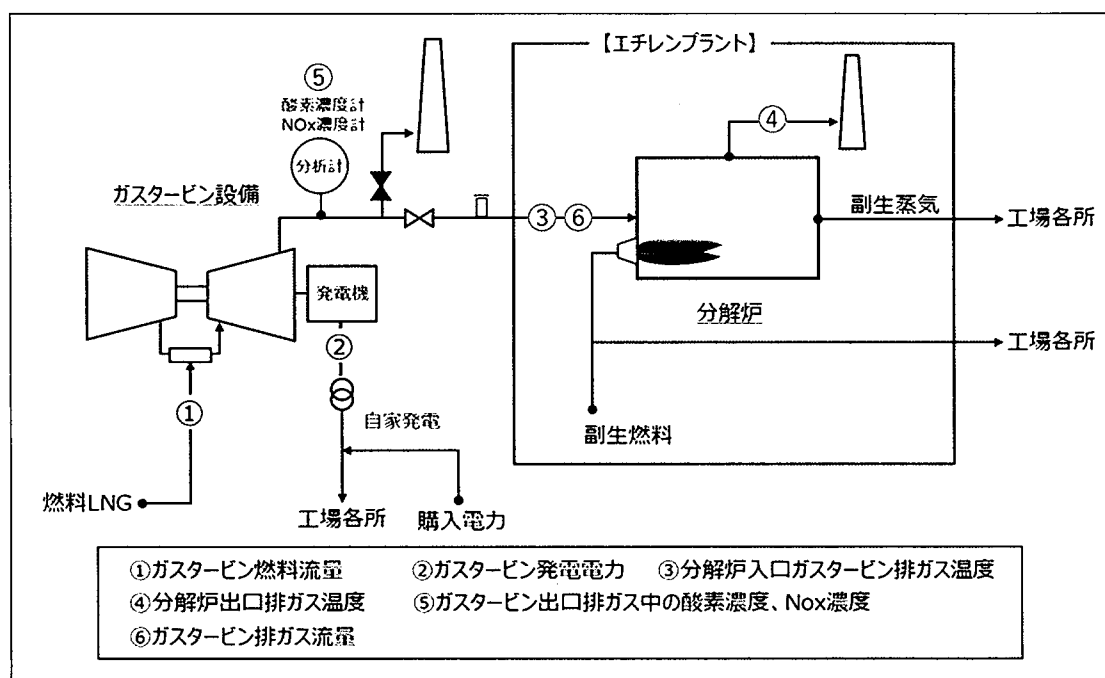 【エチレンプラント】
⑤
酸素濃度計
NOx濃度計
分析計
④
ガスタービン設備
③ ⑥
副生蒸気
工場各所
発電機
分解炉
②
工場各所
①
自家発電
副生燃料
燃料LNG
工場各所
購入電力
①ガスタービン燃料流量 ②ガスタービン発電電力 ③分解炉入口ガスタービン排ガス温度
④分解炉出口排ガス温度 ⑤ガスタービン出口排ガス中の酸素濃度、Nox濃度
⑥ガスタービン排ガス流量